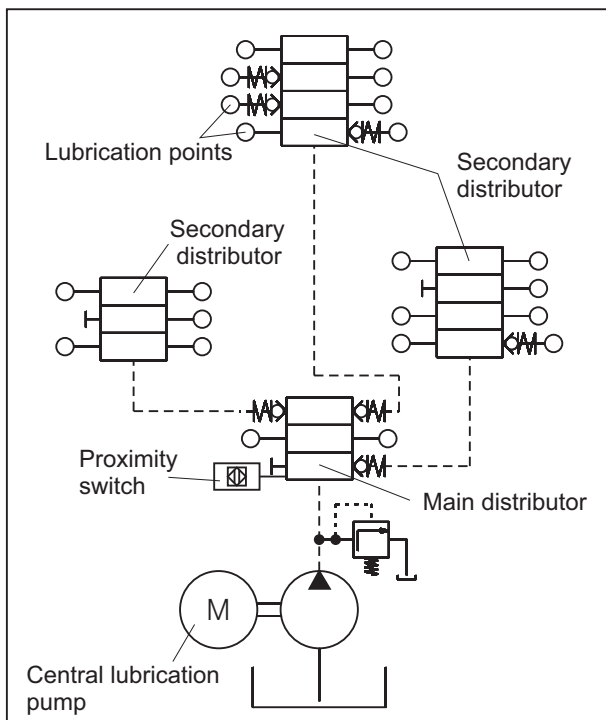 Lubrication points
Secondary
distributor
Secondary
distributor
Proximity
switch
Main distributor
M
Central lubrication
pump